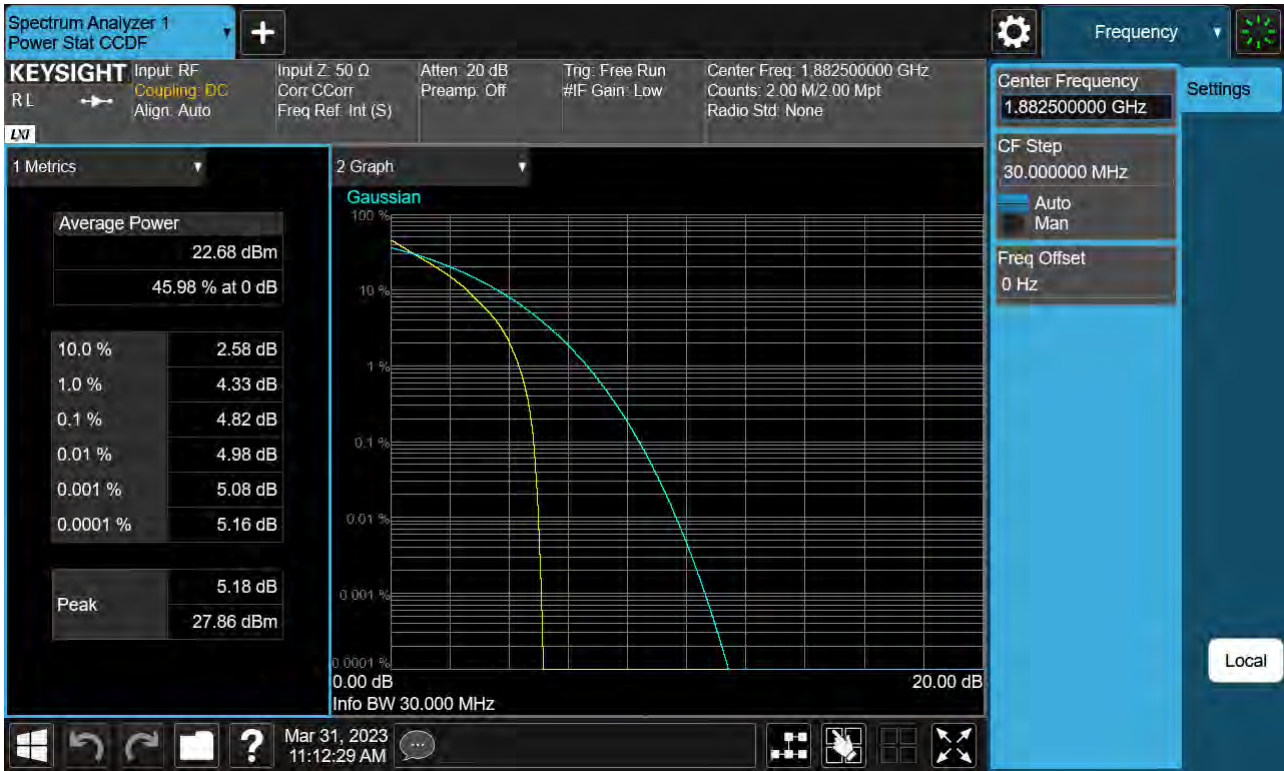 Spectrum Analyzer 1
Power Stat CCDF
+
Frequency
KEYSIGHT
RL
LXI
Input: RF
Coupling: DC
Align: Auto
Input Z: 50 Ω
Corr CCorr
Freq Ref: Int (S)
Atten: 20 dB
Preamp: Off
Trig: Free Run
#IF Gain: Low
Center Freq: 1.882500000 GHz
Counts: 2.00 M/2.00 Mpt
Radio Std: None
Center Frequency
1.882500000 GHz
Settings
CF Step
30.000000 MHz
Auto
Man
Freq Offset
0 Hz
Local
1 Metrics
Average Power
22.68 dBm
45.98 % at 0 dB
10.0 % 2.58 dB
1.0 % 4.33 dB
0.1 % 4.82 dB
0.01 % 4.98 dB
0.001 % 5.08 dB
0.0001 % 5.16 dB
Peak
5.18 dB
27.86 dBm
2 Graph
Gaussian
100 %
10 %
1 %
0.1 %
0.01 %
0.001 %
0.0001 %
0.00 dB
20.00 dB
Info BW 30.000 MHz
?
Mar 31, 2023
11:12:29 AM